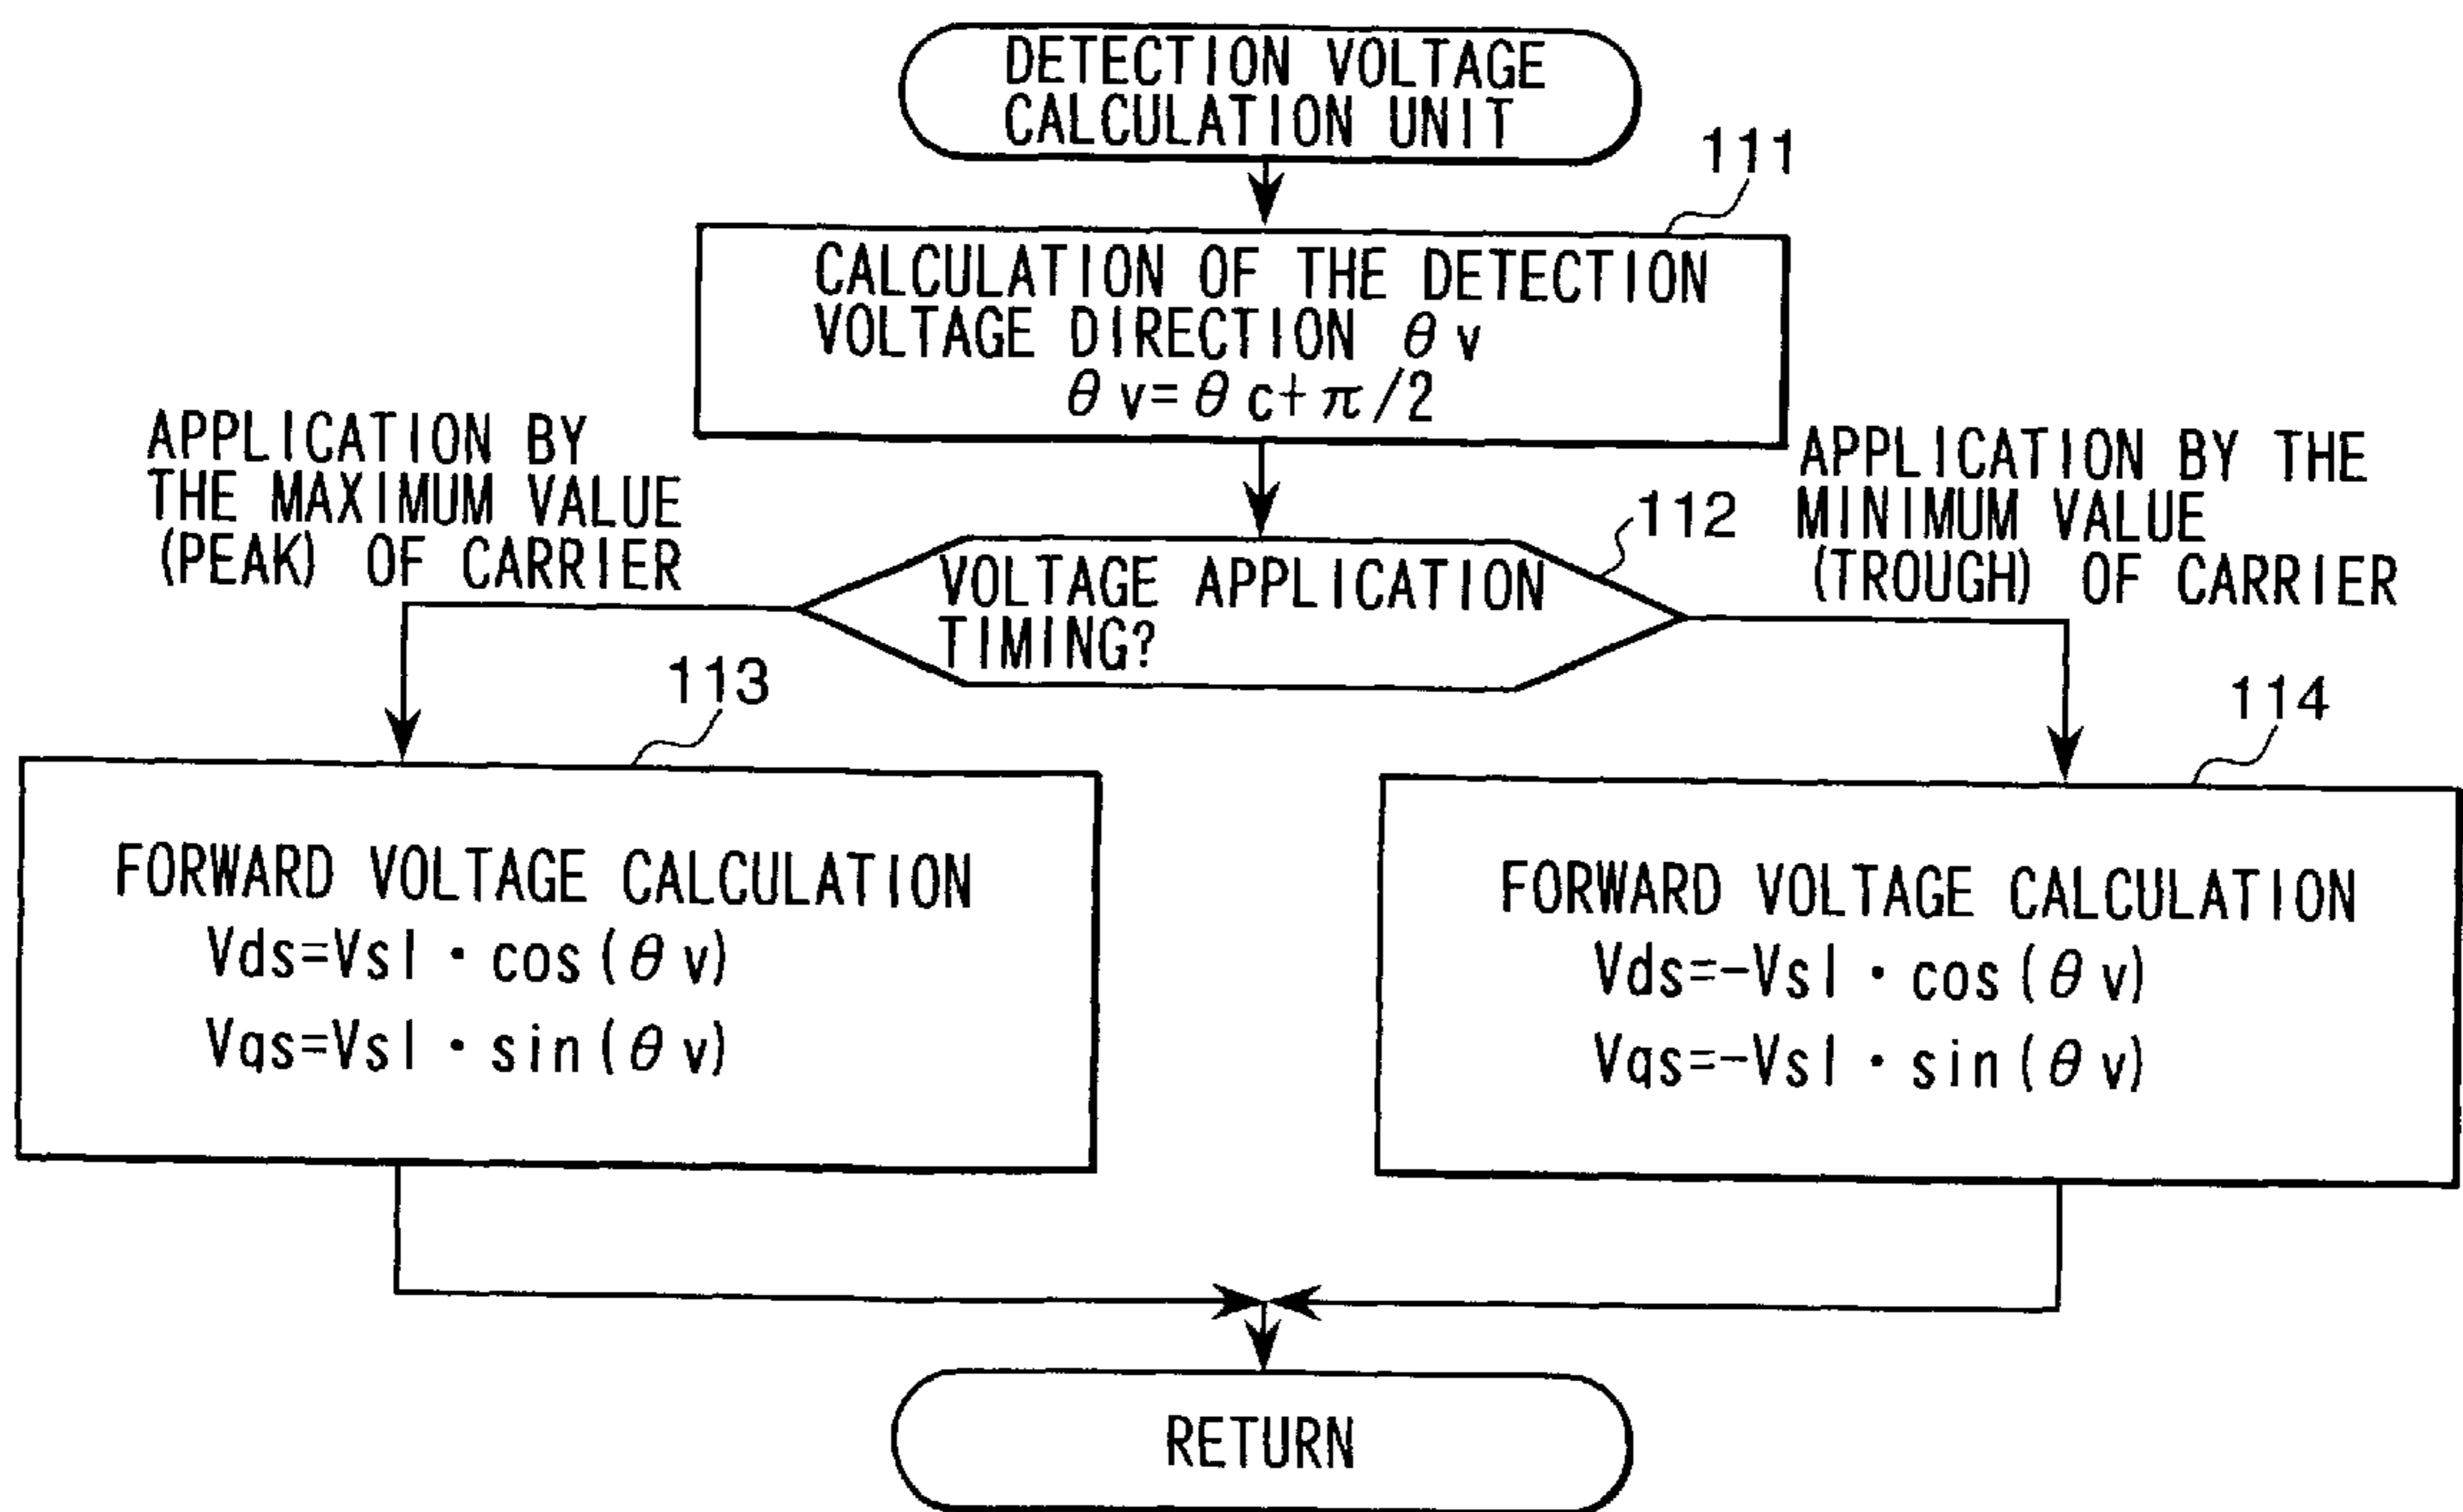 DETECTION VOLTAGE
CALCULATION UNIT
111
CALCULATION OF THE DETECTION
VOLTAGE DIRECTION θv
θv=θc+π/2
APPLICATION BY
THE MAXIMUM VALUE
(PEAK) OF CARRIER
APPLICATION BY THE
MINIMUM VALUE
(TROUGH) OF CARRIER
112
VOLTAGE APPLICATION
TIMING?
113
FORWARD VOLTAGE CALCULATION
Vds=Vsl・cos(θv)
Vqs=Vsl・sin(θv)
114
FORWARD VOLTAGE CALCULATION
Vds=-Vsl・cos(θv)
Vqs=-Vsl・sin(θv)
RETURN